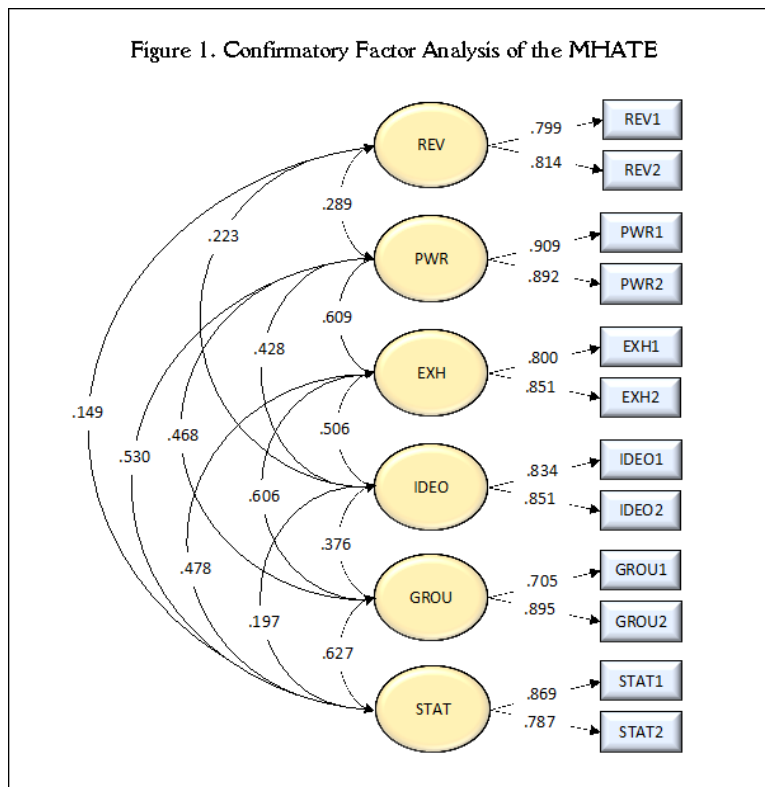 Figure 1. Confirmatory Factor Analysis of the MHATE
REV
.799
REV1
.814
REV2
.289
.223
PWR
.909
PWR1
.892
PWR2
.609
.428
EXH
.800
EXH1
.851
EXH2
.149
.530
.468
.506
IDEO
.834
IDEO1
.851
IDEO2
.606
.478
.376
GROU
.705
GROU1
.895
GROU2
.197
.627
STAT
.869
STAT1
.787
STAT2